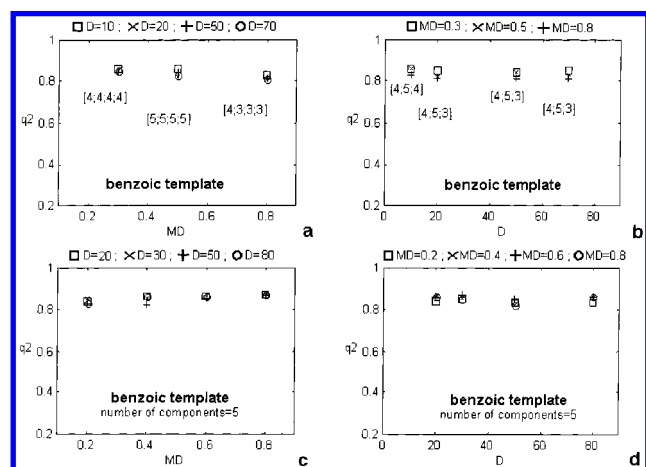 □ D=10 ; × D=20 ; + D=50 ; ○ D=70
1
0.8
0.6
0.4
0.2
q2
[4;4;4;4]
[5;5;5;5]
[4;3;3;3]
benzoic template
0.2 0.4 0.6 0.8
MD
a
□ MD=0.3 ; × MD=0.5 ; + MD=0.8
1
0.8
0.6
0.4
0.2
q2
[4;5;4]
[4;5;3]
[4;5;3]
[4;5;3]
benzoic template
0 20 40 60 80
D
b
□ D=20 ; × D=30 ; + D=50 ; ○ D=80
1
0.8
0.6
0.4
0.2
q2
benzoic template
number of components=5
0.2 0.4 0.6 0.8
MD
c
□ MD=0.2 ; × MD=0.4 ; + MD=0.6 ; ○ MD=0.8
1
0.8
0.6
0.4
0.2
q2
benzoic template
number of components=5
0 20 40 60 80
D
d